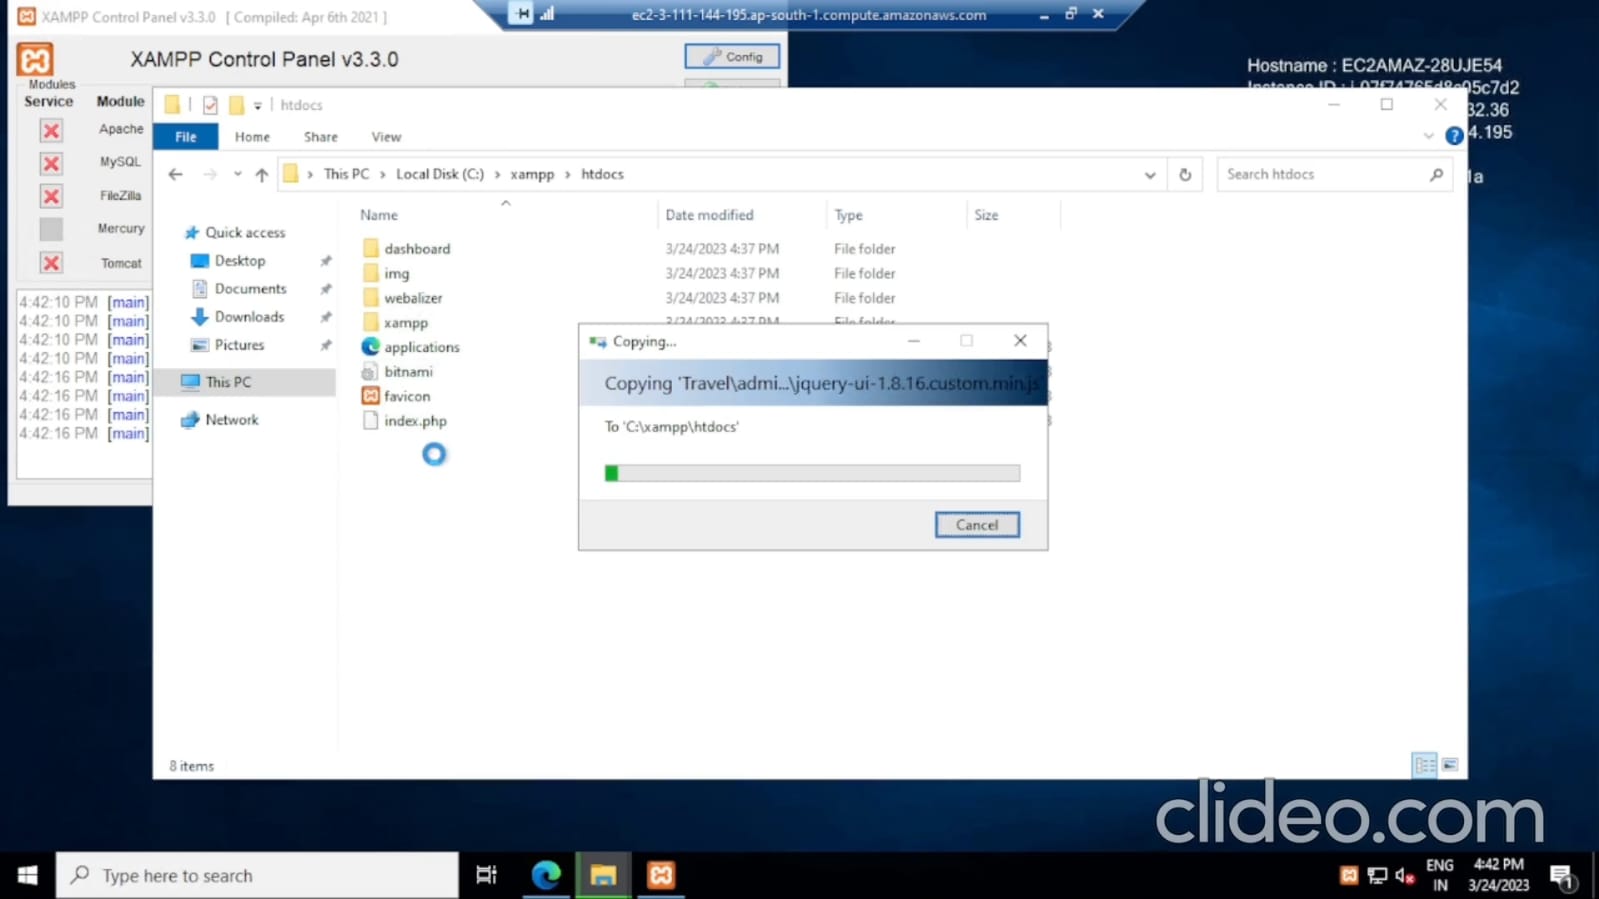 XAMPP Control Panel v3.3.0 [ Compiled: Apr 6th 2021 ]
ec2-3-111-144-195.ap-south-1.compute.amazonaws.com
XAMPP Control Panel v3.3.0
Config
Hostname : EC2AMAZ-28UJE54
Modules
Service Module
32.36
4.195
1a
Apache
MySQL
FileZilla
Mercury
Tomcat
4:42:10 PM [main]
4:42:10 PM [main]
4:42:10 PM [main]
4:42:10 PM [main]
4:42:16 PM [main]
4:42:16 PM [main]
4:42:16 PM [main]
4:42:16 PM [main]
htdocs
File Home Share View
This PC > Local Disk (C:) > xampp > htdocs
Search htdocs
Quick access
Desktop
Documents
Downloads
Pictures
This PC
Network
Name Date modified Type Size
dashboard 3/24/2023 4:37 PM File folder
img 3/24/2023 4:37 PM File folder
webalizer 3/24/2023 4:37 PM File folder
xampp 3/24/2023 4:37 PM File folder
applications
bitnami
favicon
index.php
Copying...
Copying 'Travel\admi...\jquery-ui-1.8.16.custom.min.js'
To 'C:\xampp\htdocs'
Cancel
8 items
clideo.com
Type here to search
ENG
IN
4:42 PM
3/24/2023
1